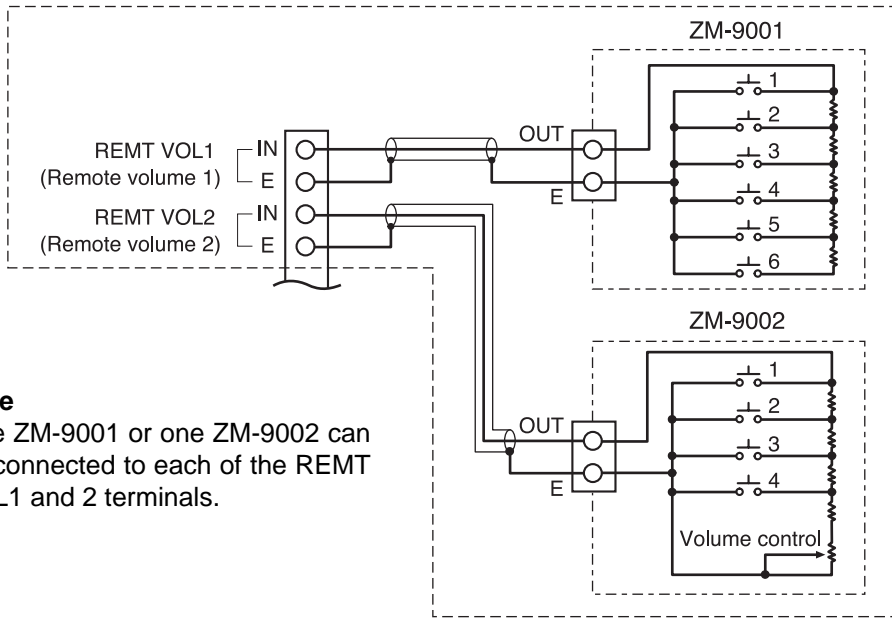 ZM-9001
1
2
3
4
5
6
OUT
E
REMT VOL1
(Remote volume 1)
IN
E
REMT VOL2
(Remote volume 2)
IN
E
ZM-9002
1
2
3
4
OUT
E
Volume control
ZM-9001 or one ZM-9002 can
connected to each of the REMT
1 and 2 terminals.